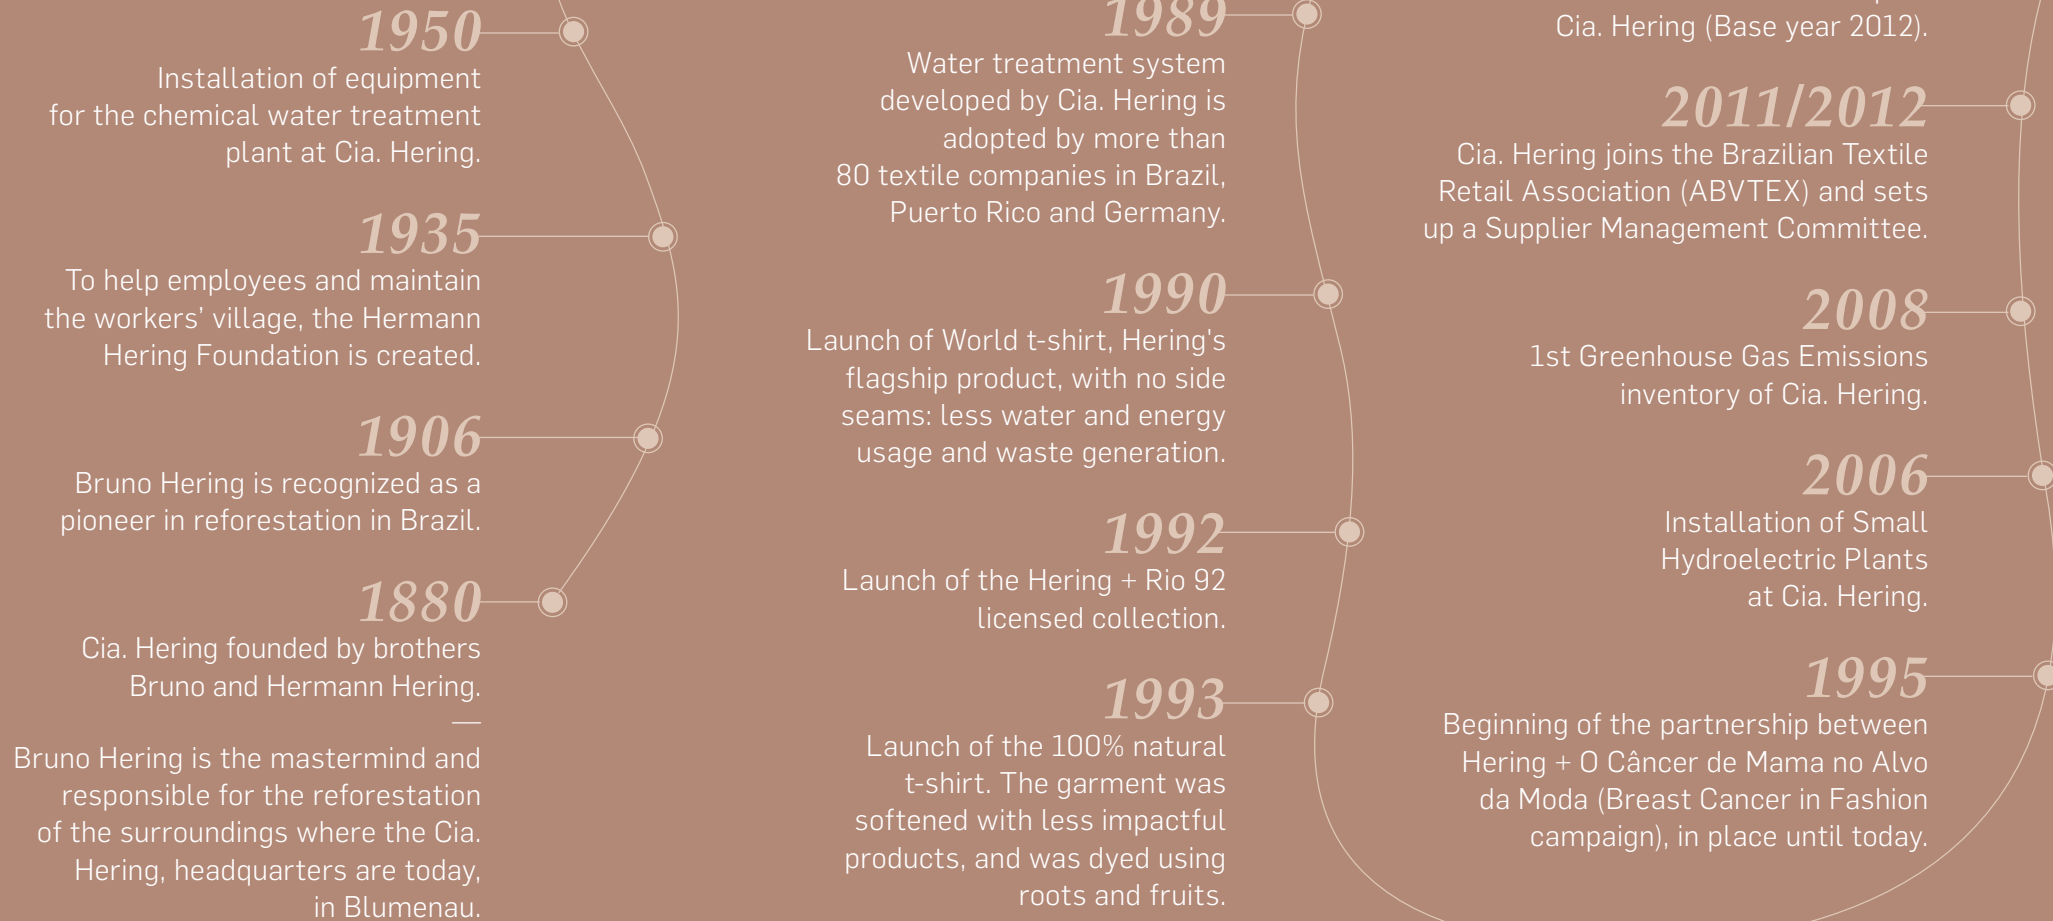 1950
Installation of equipment
for the chemical water treatment
plant at Cia. Hering.
1935
To help employees and maintain
the workers’ village, the Hermann
Hering Foundation is created.
1906
Bruno Hering is recognized as a
pioneer in reforestation in Brazil.
1880
Cia. Hering founded by brothers
Bruno and Hermann Hering.
—
Bruno Hering is the mastermind and
responsible for the reforestation
of the surroundings where the Cia.
Hering, headquarters are today,
in Blumenau.
1989
Water treatment system
developed by Cia. Hering is
adopted by more than
80 textile companies in Brazil,
Puerto Rico and Germany.
1990
Launch of World t-shirt, Hering's
flagship product, with no side
seams: less water and energy
usage and waste generation.
1992
Launch of the Hering + Rio 92
licensed collection.
1993
Launch of the 100% natural
t-shirt. The garment was
softened with less impactful
products, and was dyed using
roots and fruits.
Cia. Hering (Base year 2012).
2011/2012
Cia. Hering joins the Brazilian Textile
Retail Association (ABVTEX) and sets
up a Supplier Management Committee.
2008
1st Greenhouse Gas Emissions
inventory of Cia. Hering.
2006
Installation of Small
Hydroelectric Plants
at Cia. Hering.
1995
Beginning of the partnership between
Hering + O Câncer de Mama no Alvo
da Moda (Breast Cancer in Fashion
campaign), in place until today.